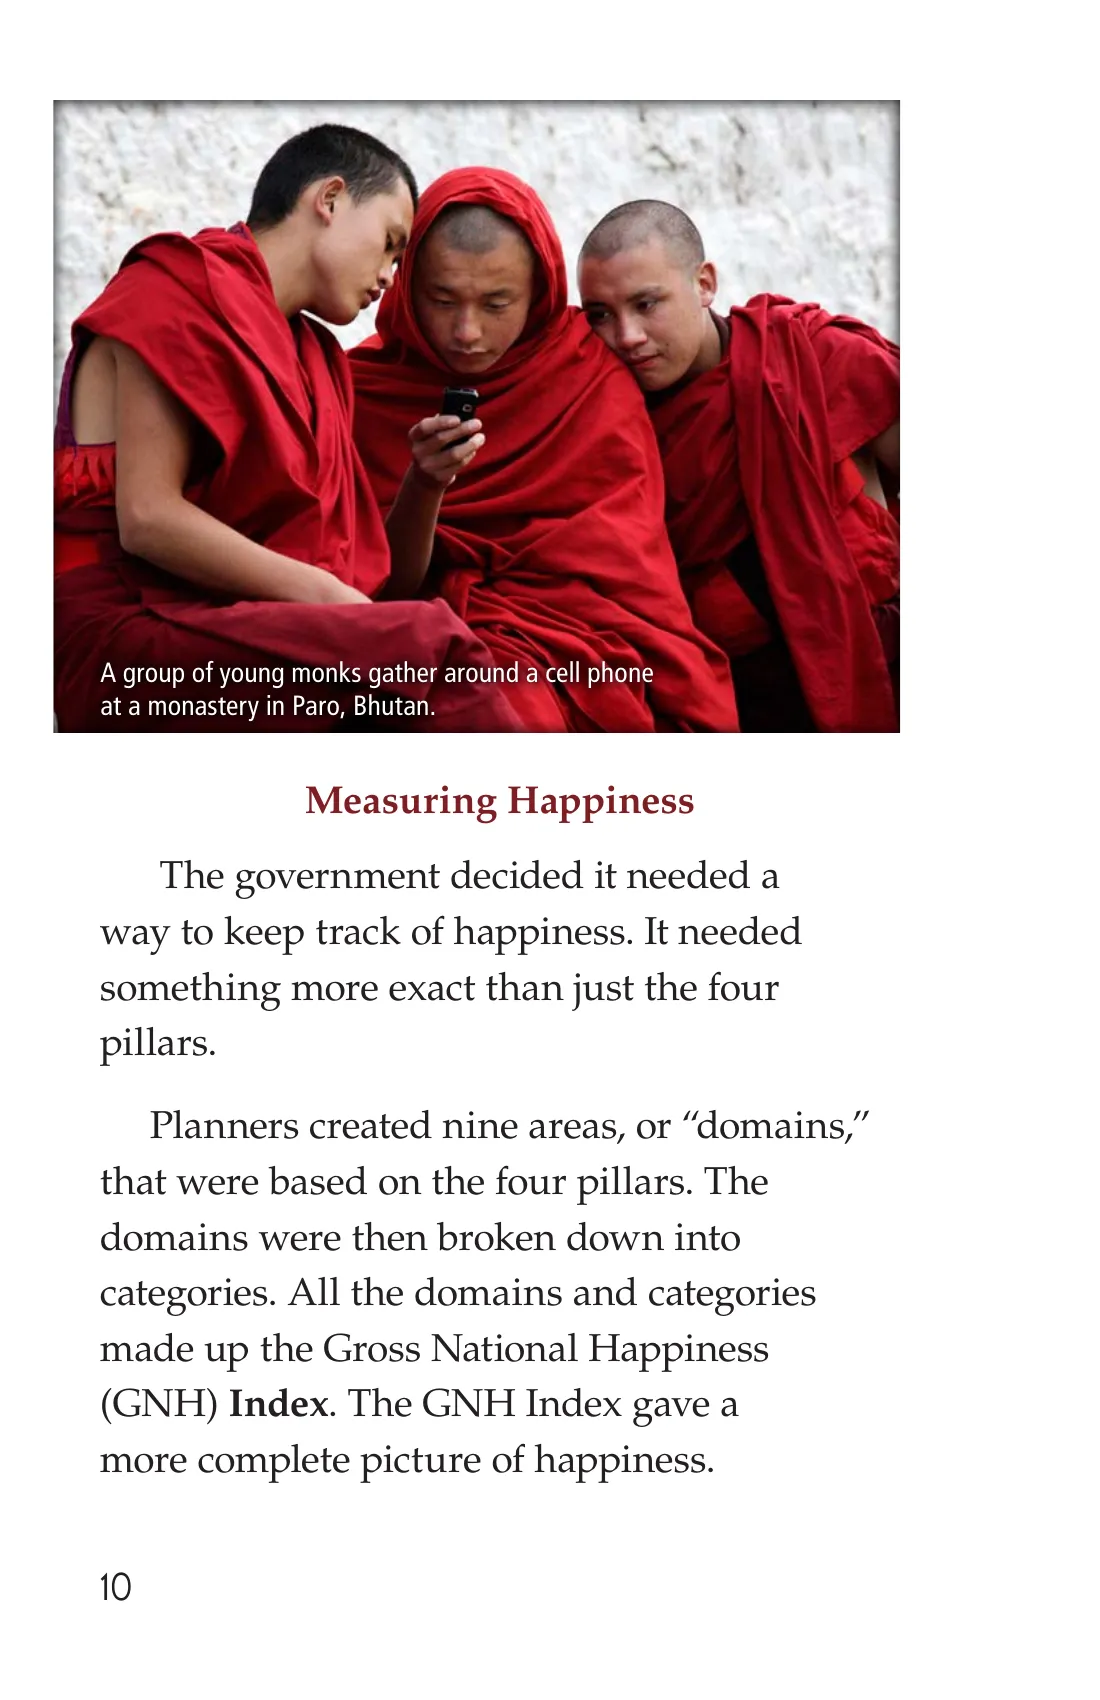 A group of young monks gather around a cell phone
at a monastery in Paro, Bhutan.
Measuring Happiness
The government decided it needed a
way to keep track of happiness. It needed
something more exact than just the four
pillars.
Planners created nine areas, or “domains,”
that were based on the four pillars. The
domains were then broken down into
categories. All the domains and categories
made up the Gross National Happiness
(GNH) Index. The GNH Index gave a
more complete picture of happiness.
10